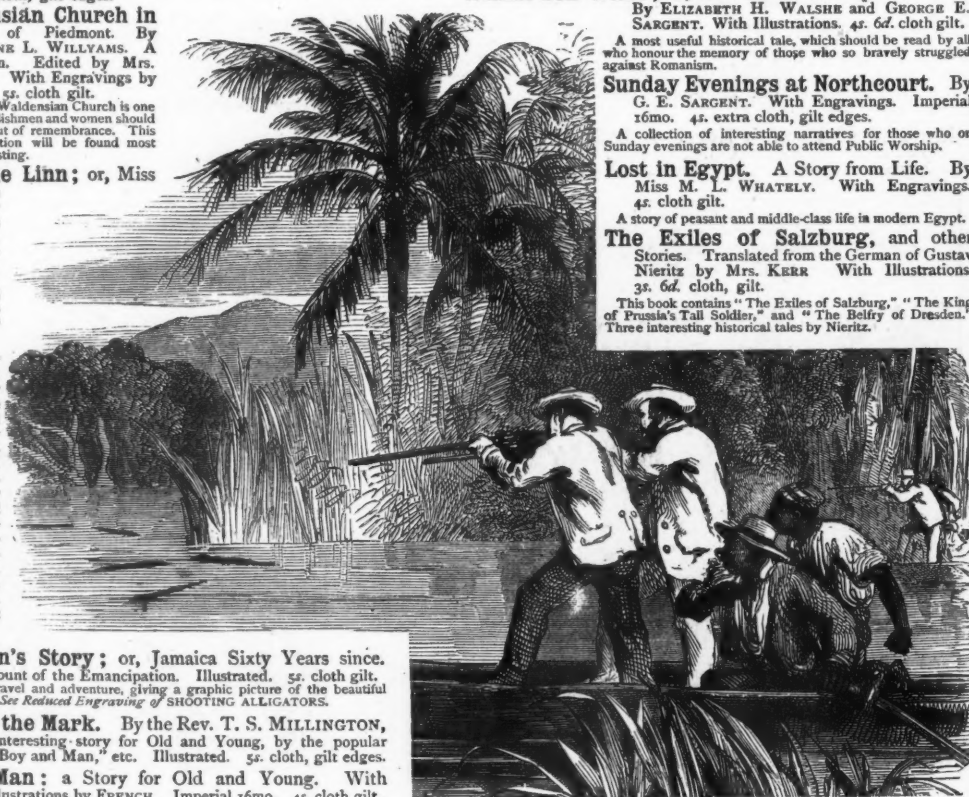 sian Church in
of Piedmont. By
NE L. WILLYAMS. A
n. Edited by Mrs.
With Engravings by
5s. cloth gilt.
Waldensian Church is one
lishmen and women should
ut of remembrance. This
tion will be found most
sting.
e Linn; or, Miss
By ELIZABETH H. WALSHE and GEORGE E.
SARGENT. With Illustrations. 4s. 6d. cloth gilt.
A most useful historical tale, which should be read by all
who honour the memory of those who so bravely struggled
against Romanism.
Sunday Evenings at Northcourt. By
G. E. SARGENT. With Engravings. Imperial
16mo. 4s. extra cloth, gilt edges.
A collection of interesting narratives for those who on
Sunday evenings are not able to attend Public Worship.
Lost in Egypt. A Story from Life. By
Miss M. L. WHATELY. With Engravings.
4s. cloth gilt.
A story of peasant and middle-class life in modern Egypt.
The Exiles of Salzburg, and other
Stories. Translated from the German of Gustav
Nieritz by Mrs. KERR With Illustrations
3s. 6d. cloth, gilt.
This book contains "The Exiles of Salzburg," "The King
of Prussia's Tall Soldier," and "The Belfry of Dresden."
Three interesting historical tales by Nieritz.
n's Story; or, Jamaica Sixty Years since.
ount of the Emancipation. Illustrated. 5s. cloth gilt.
avel and adventure, giving a graphic picture of the beautiful
See Reduced Engraving of SHOOTING ALLIGATORS.
the Mark. By the Rev. T. S. MILLINGTON,
nteresting story for Old and Young, by the popular
Boy and Man," etc. Illustrated. 5s. cloth, gilt edges.
Man: a Story for Old and Young. With
ustrations by FRENCH. Imperial 16mo. 4s. cloth gilt.